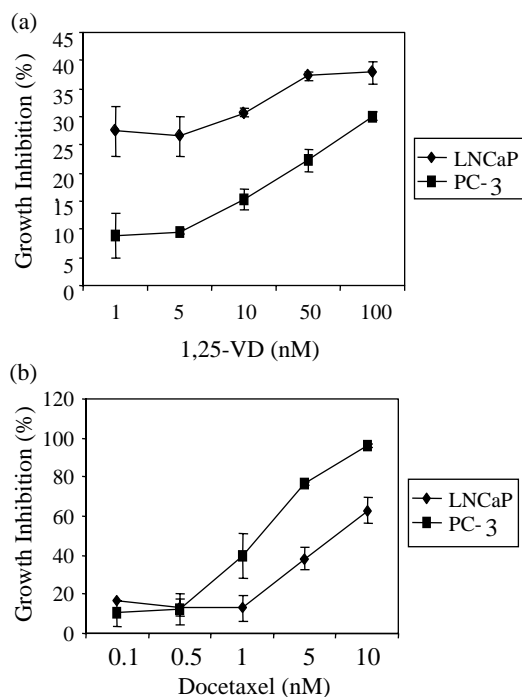 (a)
45
40
35
30
25
20
15
10
5
0
Growth Inhibition (%)
1 5 10 50 100
1,25-VD (nM)
LNCaP
PC-3
(b)
120
100
80
60
40
20
0
Growth Inhibition (%)
0.1 0.5 1 5 10
Docetaxel (nM)
LNCaP
PC-3